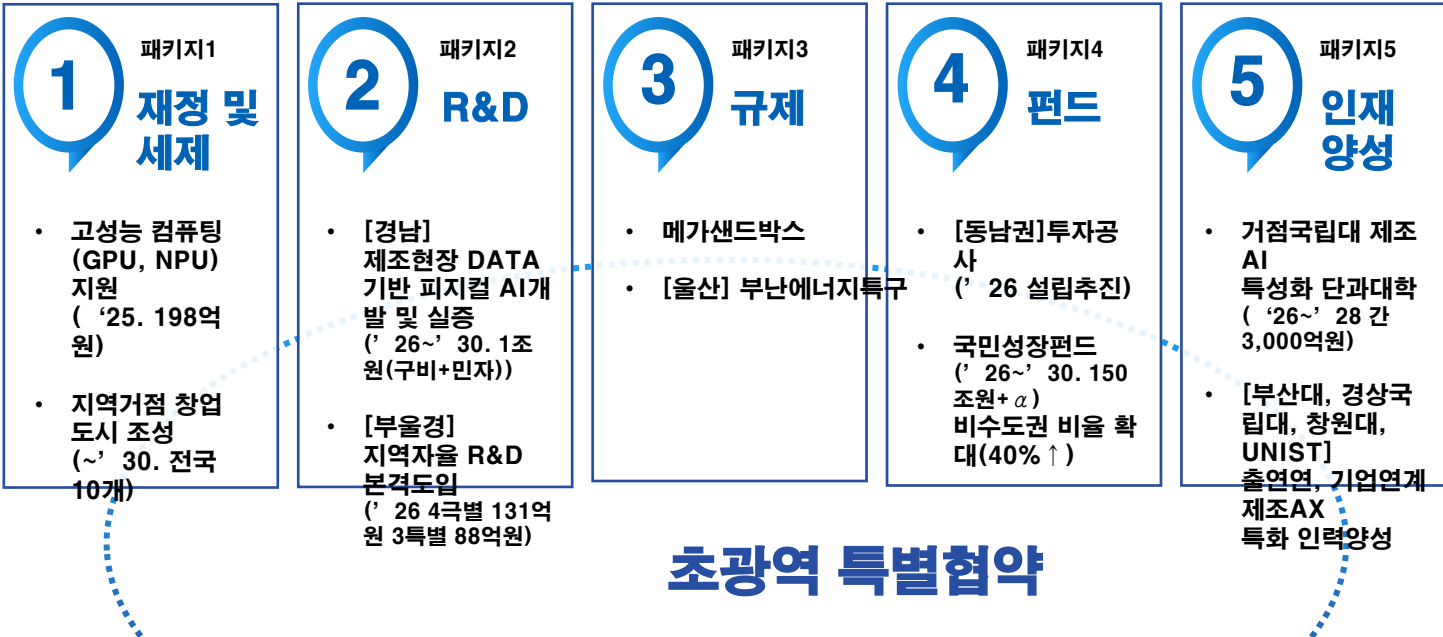 1
패키지1
재정 및
세제
• 고성능 컴퓨팅
(GPU, NPU)
지원
( ‘25. 198억
원)
• 지역거점 창업
도시 조성
(~’ 30. 전국
10개)
2
패키지2
R&D
• [경남]
제조현장 DATA
기반 피지컬 AI개
발 및 실증
(’ 26~’ 30. 1조
원(구비+민자))
• [부울경]
지역자율 R&D
본격도입
(’ 26 4극별 131억
원 3특별 88억원)
3
패키지3
규제
• 메가샌드박스
• [울산] 부난에너지특구
4
패키지4
펀드
• [동남권]투자공
사
(’ 26 설립추진)
• 국민성장펀드
(’ 26~’ 30. 150
조원+α)
비수도권 비율 확
대(40%↑)
5
패키지5
인재
양성
• 거점국립대 제조
AI
특성화 단과대학
( ‘26~’ 28 간
3,000억원)
• [부산대, 경상국
립대, 창원대,
UNIST]
출연연, 기업연계
제조AX
특화 인력양성
초광역 특별협약